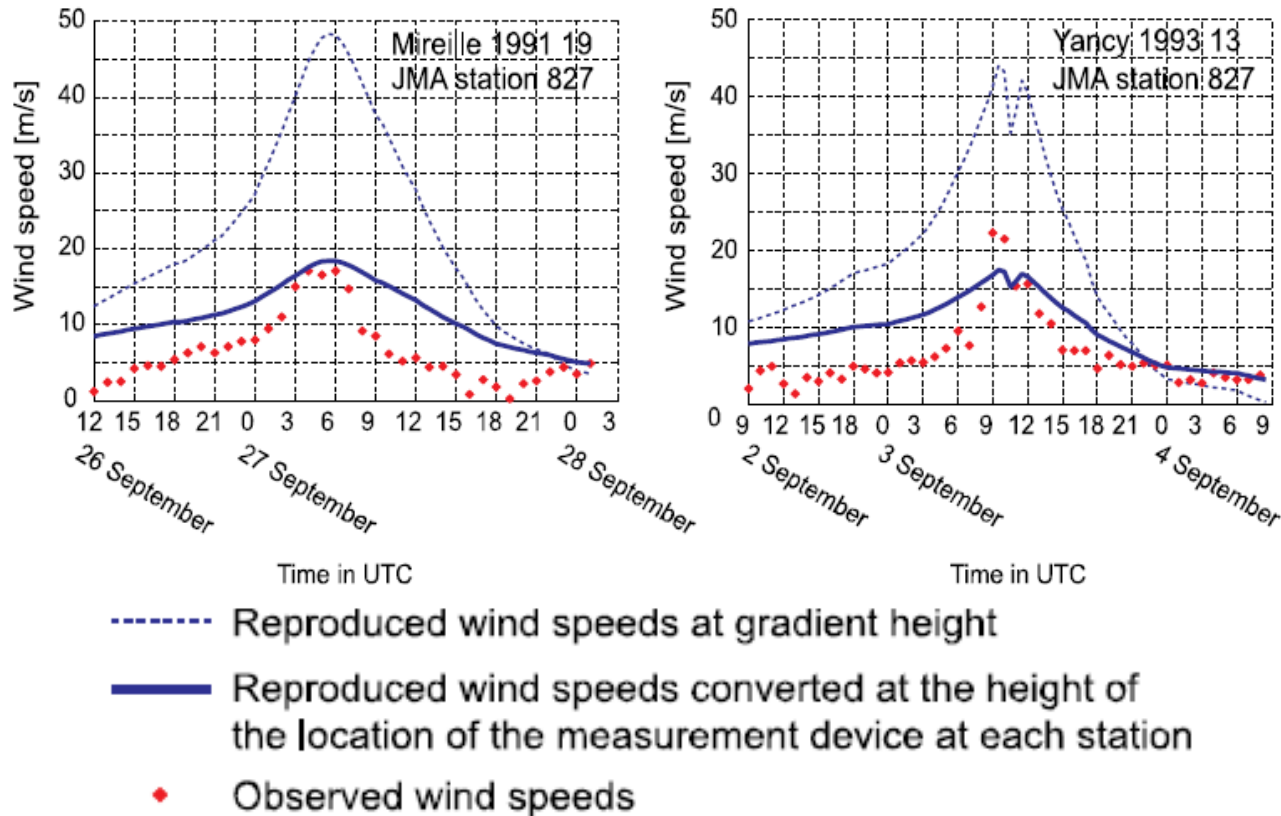 50
40
30
20
10
0
Wind speed [m/s]
Mireille 1991 19
JMA station 827
12 15 18 21 0 3 6 9 12 15 18 21 0 3
26 September
27 September
28 September
Time in UTC
50
40
30
20
10
0
Wind speed [m/s]
Yancy 1993 13
JMA station 827
9 12 15 18 0 3 6 9 12 15 18 21 0 3 6 9
2 September
3 September
4 September
Time in UTC
Reproduced wind speeds at gradient height
Reproduced wind speeds converted at the height of
the location of the measurement device at each station
Observed wind speeds